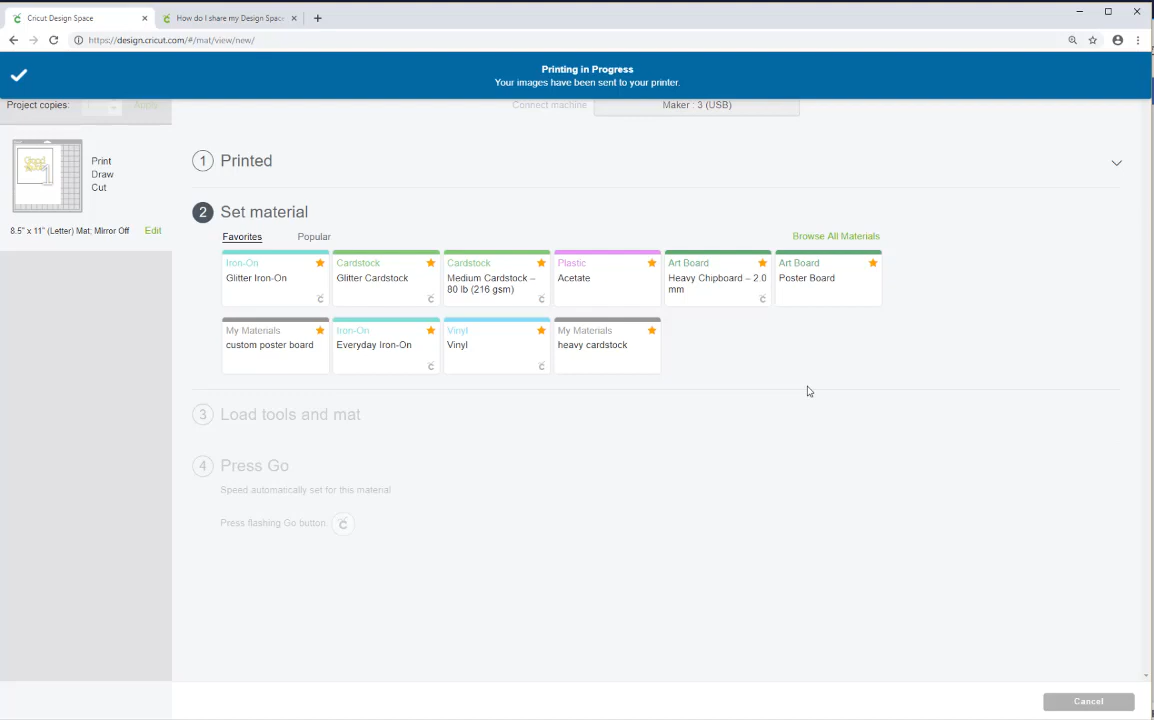 Cricut Design Space
How do I share my Design Space
https://design.cricut.com/#/mat/view/new/
Printing in Progress
Your images have been sent to your printer.
Project copies:
1
Apply
Connect machine
Maker : 3 (USB)
Print
Draw
Cut
8.5" x 11" (Letter) Mat; Mirror Off
Edit
1 Printed
2 Set material
Favorites
Popular
Browse All Materials
Iron-On
Glitter Iron-On
Cardstock
Glitter Cardstock
Cardstock
Medium Cardstock –
80 lb (216 gsm)
Plastic
Acetate
Art Board
Heavy Chipboard – 2.0
mm
Art Board
Poster Board
My Materials
custom poster board
Iron-On
Everyday Iron-On
Vinyl
Vinyl
My Materials
heavy cardstock
3 Load tools and mat
4 Press Go
Speed automatically set for this material
Press flashing Go button.
Cancel